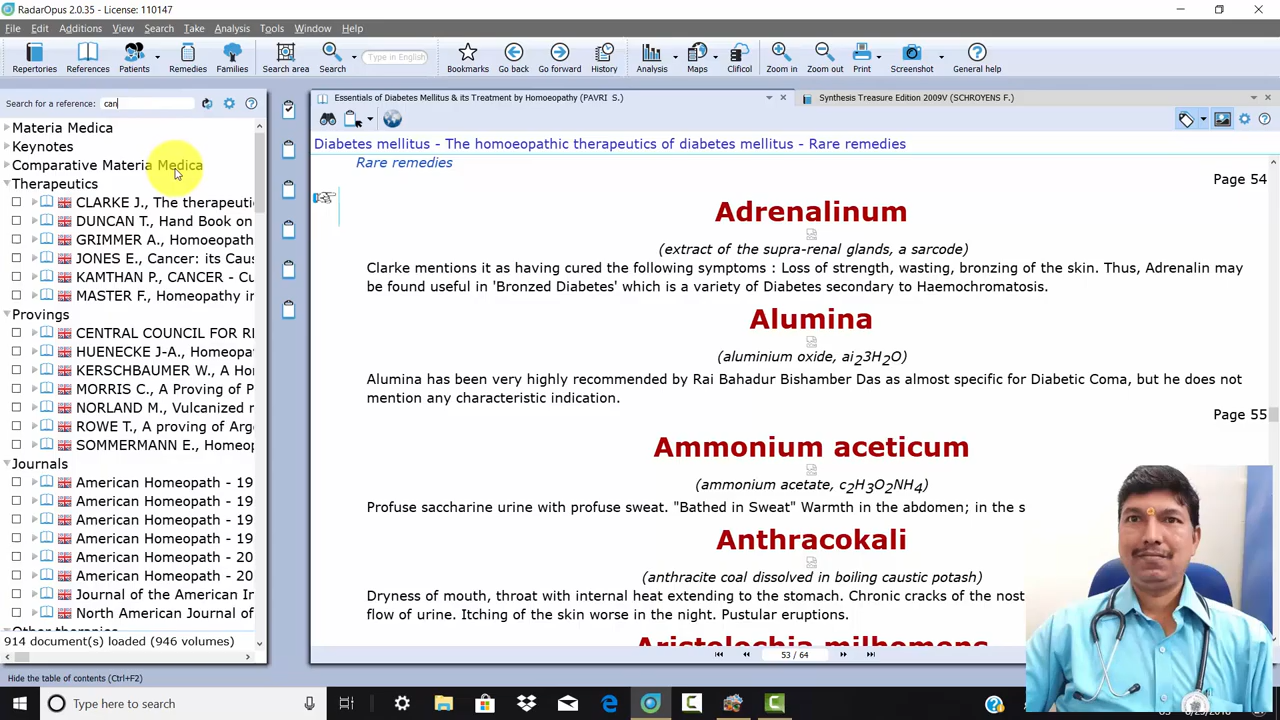 RadarOpus 2.0.35 - License: 110147
File Edit Additions View Search Take Analysis Tools Window Help
Repertories References Patients Remedies Families Search area Search Type in English Bookmarks Go back History Analysis Maps Clificol Zoom in Zoom out Print Screenshot General help
Search for a reference: can
Materia Medica
Keynotes
Comparative Materia Medica
Therapeutics
CLARKE J., The therapeuti
DUNCAN T., Hand Book on
GRIMMER A., Homoeopath
JONES E., Cancer: its Caus
KAMTHAN P., CANCER - Cu
MASTER F., Homeopathy in
Provings
CENTRAL COUNCIL FOR RE
HUENECKE J-A., Homeopa
KERSCHBAUMER W., A Ho
MORRIS C., A Proving of P
NORLAND M., Vulcanized r
ROWE T., A proving of Arge
SOMMERMANN E., Homeop
Journals
American Homeopath - 19
American Homeopath - 19
American Homeopath - 19
American Homeopath - 19
American Homeopath - 20
American Homeopath - 20
Journal of the American In
North American Journal of
Other therapies
914 document(s) loaded (946 volumes)
Hide the table of contents (Ctrl+F2)
Essentials of Diabetes Mellitus & its Treatment by Homoeopathy (PAVRI S.)
Synthesis Treasure Edition 2009V (SCHROYENS F.)
Diabetes mellitus - The homoeopathic therapeutics of diabetes mellitus - Rare remedies
Rare remedies
Page 54
Adrenalinum
(extract of the supra-renal glands, a sarcode)
Clarke mentions it as having cured the following symptoms : Loss of strength, wasting, bronzing of the skin. Thus, Adrenalin may
be found useful in 'Bronzed Diabetes' which is a variety of Diabetes secondary to Haemochromatosis.
Alumina
(aluminium oxide, ai23H2O)
Alumina has been very highly recommended by Rai Bahadur Bishamber Das as almost specific for Diabetic Coma, but he does not
mention any characteristic indication.
Page 55
Ammonium aceticum
(ammonium acetate, c2H3O2NH4)
Profuse saccharine urine with profuse sweat. "Bathed in Sweat" Warmth in the abdomen; in the s
Anthracokali
(anthracite coal dissolved in boiling caustic potash)
Dryness of mouth, throat with internal heat extending to the stomach. Chronic cracks of the nost
flow of urine. Itching of the skin worse in the night. Pustular eruptions.
Aristolochia milhomens
53 / 64
Type here to search